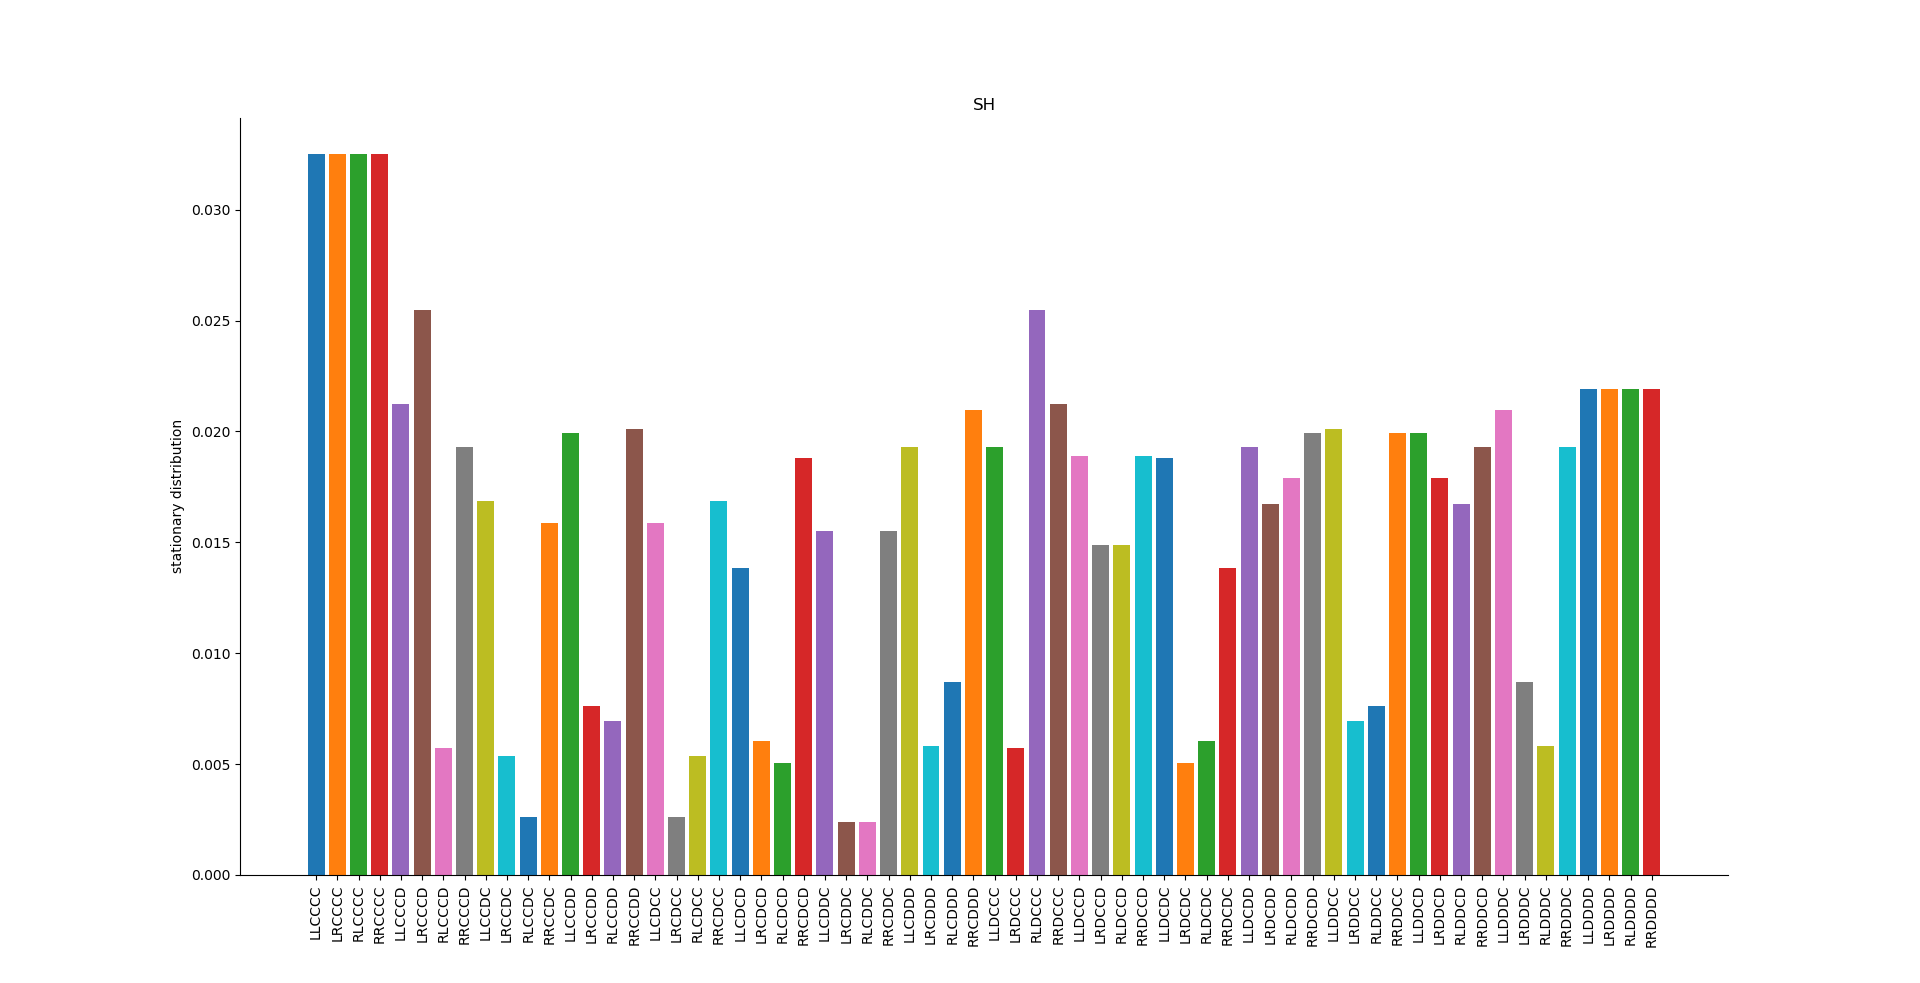 SH
stationary distribution
0.030
0.025
0.020
0.015
0.010
0.005
0.000
LLCCCC
LRCCCC
RLCCCC
RRCCCC
LLCCCD
LRCCCD
RLCCCD
RRCCCD
LLCCDC
LRCCDC
RLCCDC
RRCCDC
LLCCDD
LRCCDD
RLCCDD
RRCCDD
LLCDCC
LRCDCC
RLCDCC
RRCDCC
LLCDCD
LRCDCD
RLCDCD
RRCDCD
LLCDDC
LRCDDC
RLCDDC
RRCDDC
LLCDDD
LRCDDD
RLCDDD
RRCDDD
LLDCCC
LRDCCC
RLDCCC
RRDCCC
LLDCCD
LRDCCD
RLDCCD
RRDCCD
LLDCDC
LRDCDC
RLDCDC
RRDCDC
LLDCDD
LRDCDD
RLDCDD
RRDCDD
LLDDCC
LRDDCC
RLDDCC
RRDDCC
LLDDCD
LRDDCD
RLDDCD
RRDDCD
LLDDDC
LRDDDC
RLDDDC
RRDDDC
LLDDDD
LRDDDD
RLDDDD
RRDDDD